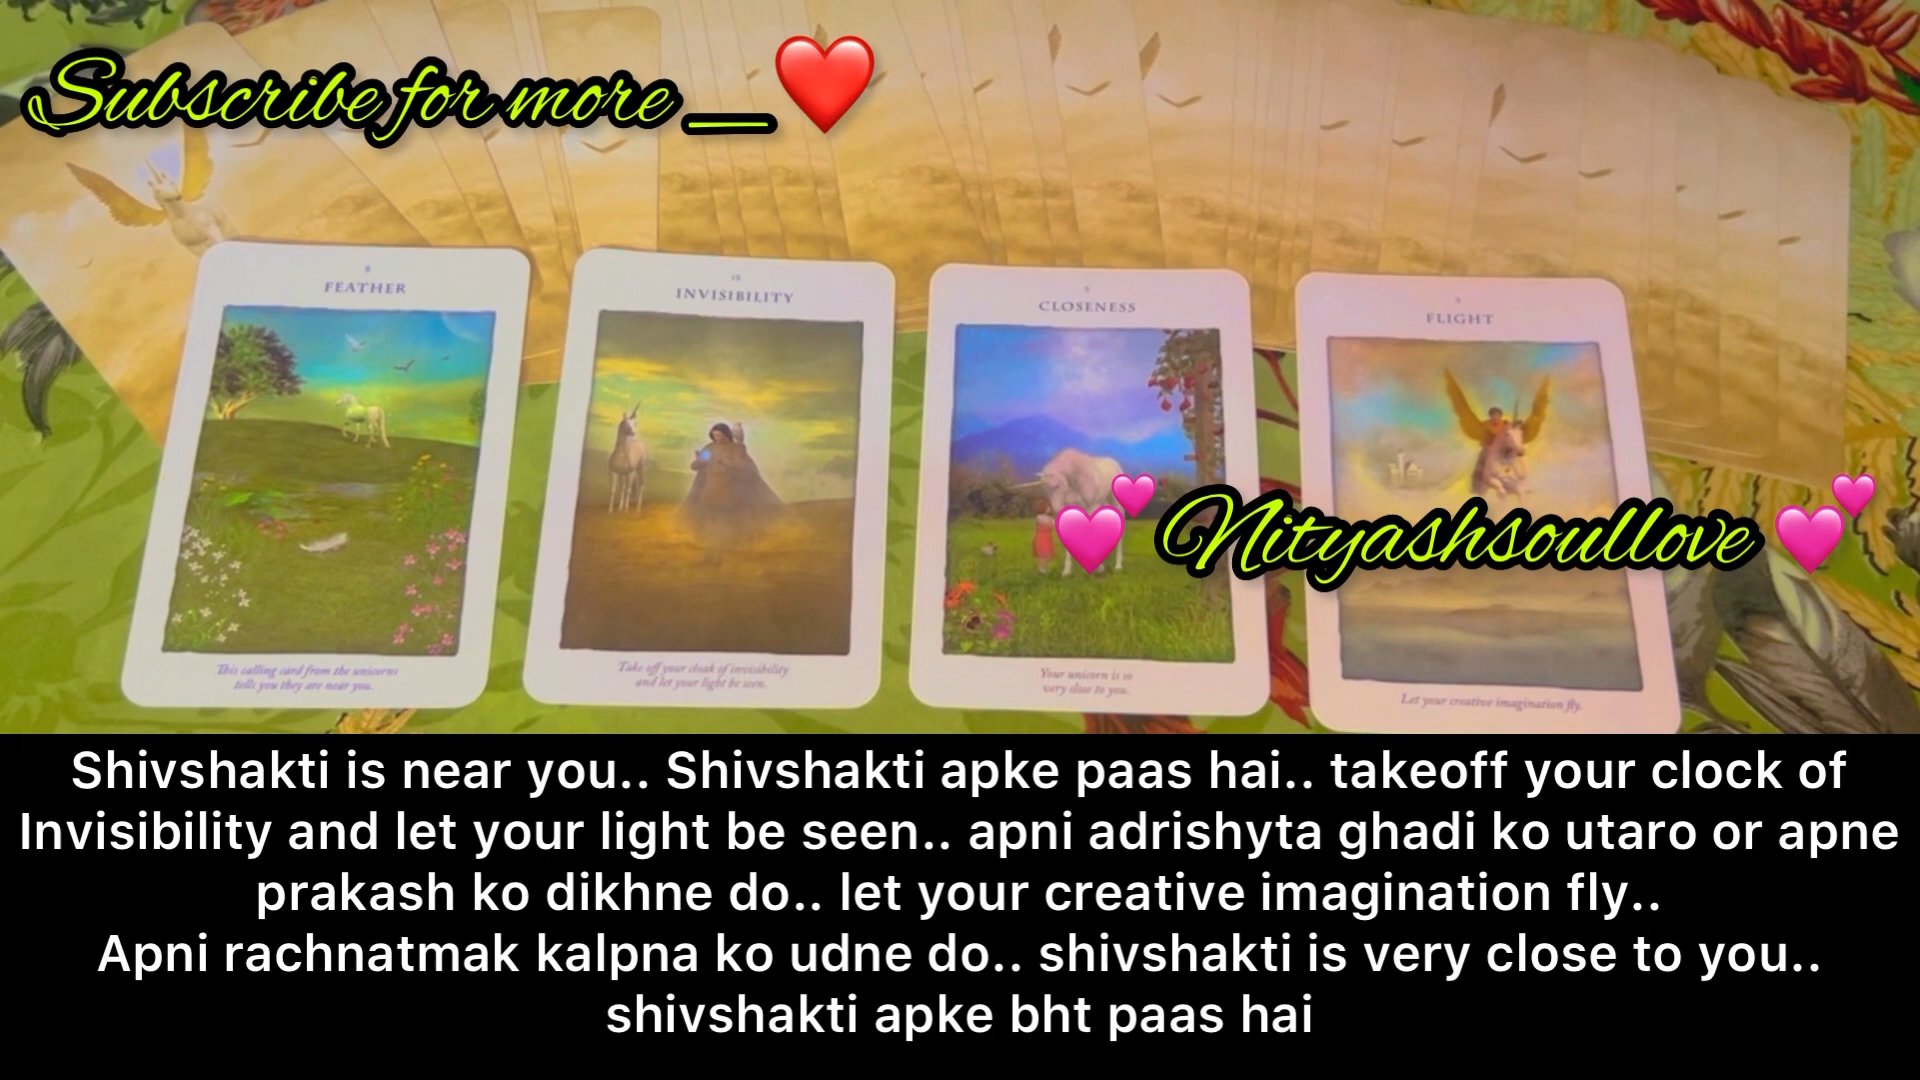 Subscribe for more __❤️
8
FEATHER
This calling card from the unicorns
tells you they are near you.
18
INVISIBILITY
Take off your cloak of invisibility
and let your light be seen.
5
CLOSENESS
Your unicorn is so
very close to you.
FLIGHT
Let your creative imagination fly.
💕 Nityashsoullove 💕
Shivshakti is near you.. Shivshakti apke paas hai.. takeoff your clock of
Invisibility and let your light be seen.. apni adrishyta ghadi ko utaro or apne
prakash ko dikhne do.. let your creative imagination fly..
Apni rachnatmak kalpna ko udne do.. shivshakti is very close to you..
shivshakti apke bht paas hai